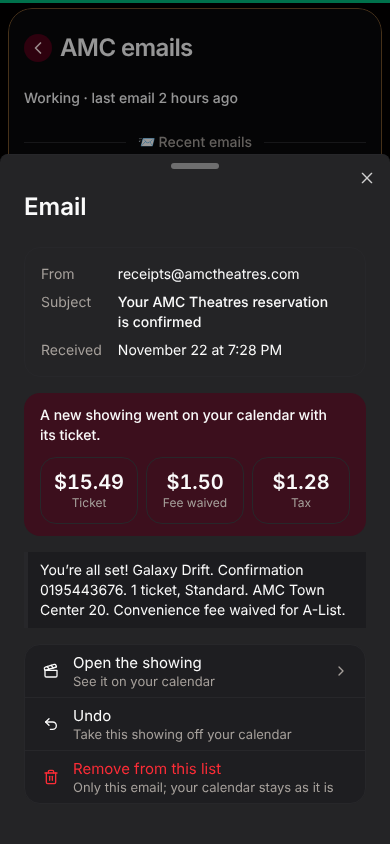 AMC emails
Working · last email 2 hours ago
📨 Recent emails
Email
From receipts@amctheatres.com
Subject Your AMC Theatres reservation
is confirmed
Received November 22 at 7:28 PM
A new showing went on your calendar with
its ticket.
$15.49 $1.50 $1.28
Ticket Fee waived Tax
You're all set! Galaxy Drift. Confirmation
0195443676. 1 ticket, Standard. AMC Town
Center 20. Convenience fee waived for A-List.
Open the showing
See it on your calendar
Undo
Take this showing off your calendar
Remove from this list
Only this email; your calendar stays as it is